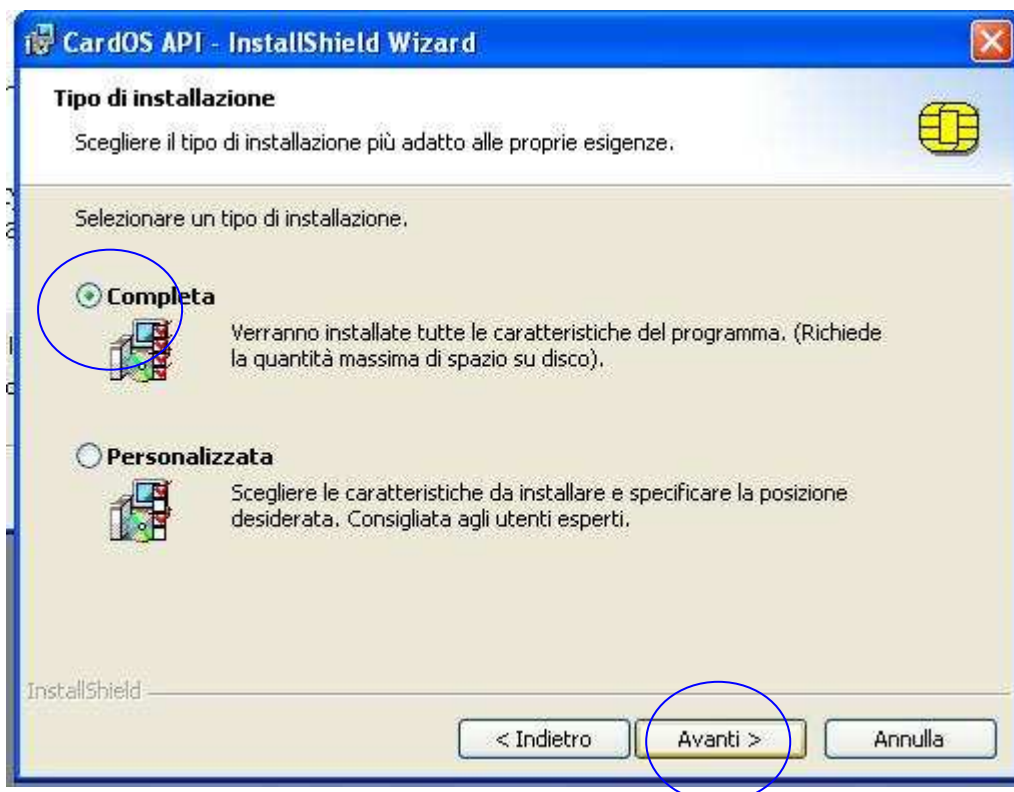 CardOS API - InstallShield Wizard
Tipo di installazione
Scegliere il tipo di installazione più adatto alle proprie esigenze.
Selezionare un tipo di installazione.
Completa
Verranno installate tutte le caratteristiche del programma. (Richiede
la quantità massima di spazio su disco).
Personalizzata
Scegliere le caratteristiche da installare e specificare la posizione
desiderata. Consigliata agli utenti esperti.
InstallShield
< Indietro Avanti > Annulla